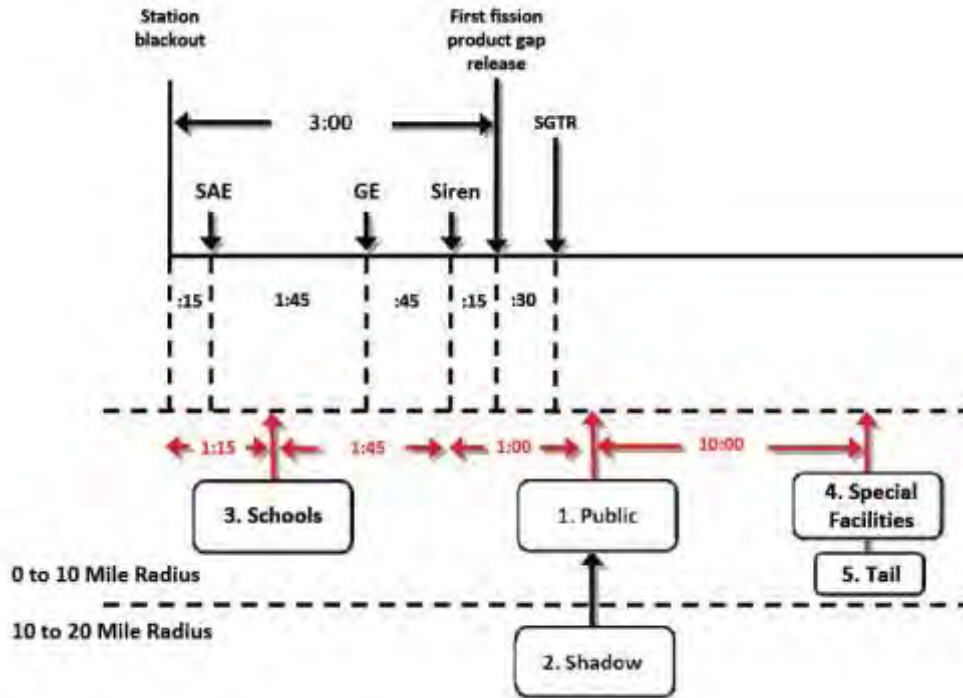 Station
blackout
First fission
product gap
release
3:00
SGTR
SAE
GE
Siren
:15
1:45
:45
:15
:30
1:15
1:45
1:00
10:00
3. Schools
1. Public
4. Special
Facilities
5. Tail
0 to 10 Mile Radius
10 to 20 Mile Radius
2. Shadow